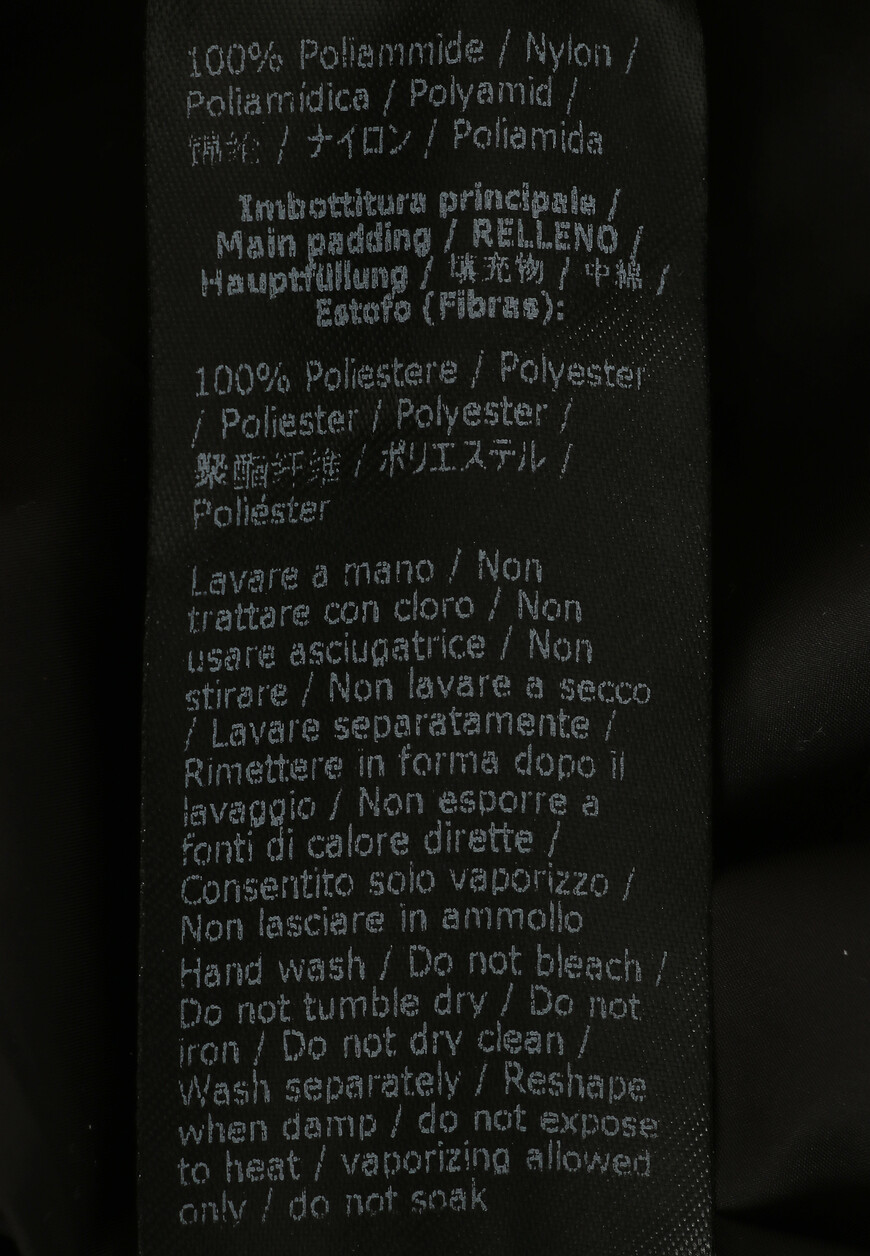 100% Poliammide / Nylon /
Poliamídica / Polyamid /
锦纶 / ナイロン / Poliamida
Imbottitura principale /
Main padding / RELLENO /
Hauptfüllung / 填充物 / 中綿 /
Estofo (Fibras):
100% Poliestere / Polyester
/ Poliester / Polyester /
聚酯纤维 / ポリエステル /
Poliéster
Lavare a mano / Non
trattare con cloro / Non
usare asciugatrice / Non
stirare / Non lavare a secco
/ Lavare separatamente /
Rimettere in forma dopo il
lavaggio / Non esporre a
fonti di calore dirette /
Consentito solo vaporizzo /
Non lasciare in ammollo
Hand wash / Do not bleach /
Do not tumble dry / Do not
iron / Do not dry clean /
Wash separately / Reshape
when damp / do not expose
to heat / vaporizing allowed
only / do not soak